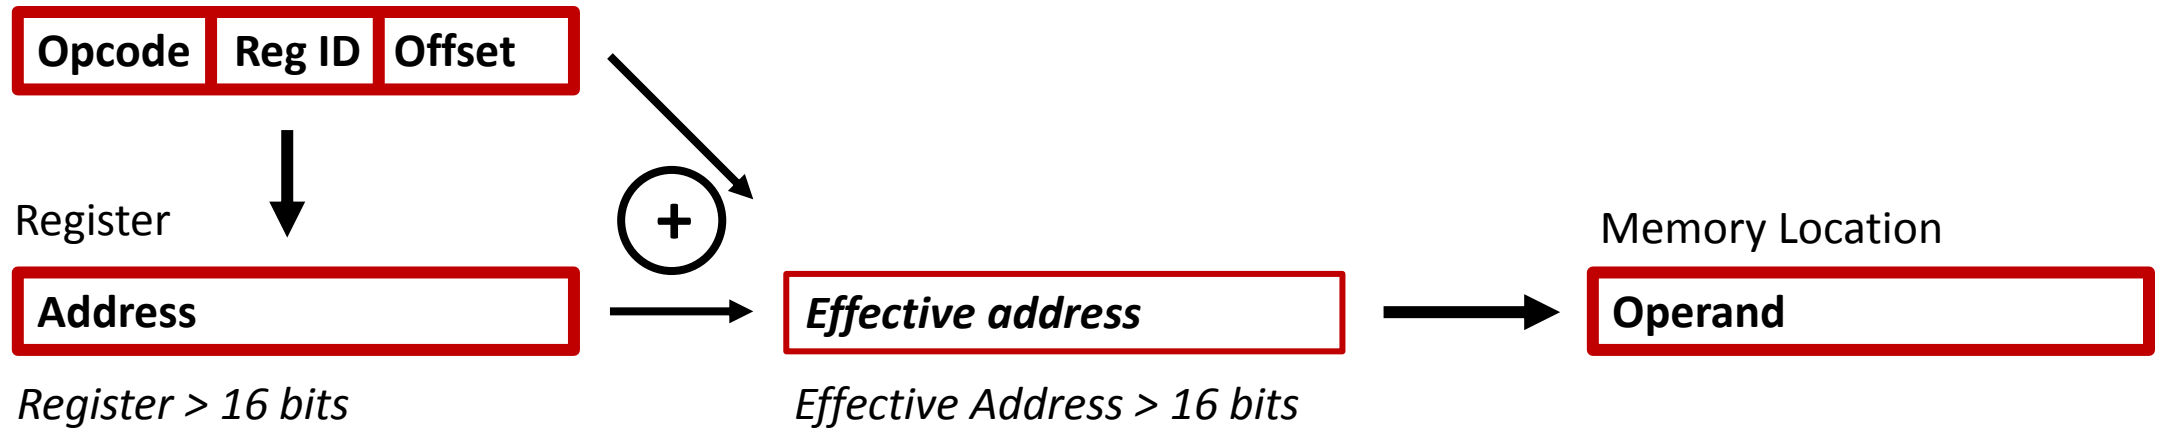 Opcode Reg ID Offset
Register
+
Memory Location
Address
Effective address
Operand
Register > 16 bits
Effective Address > 16 bits